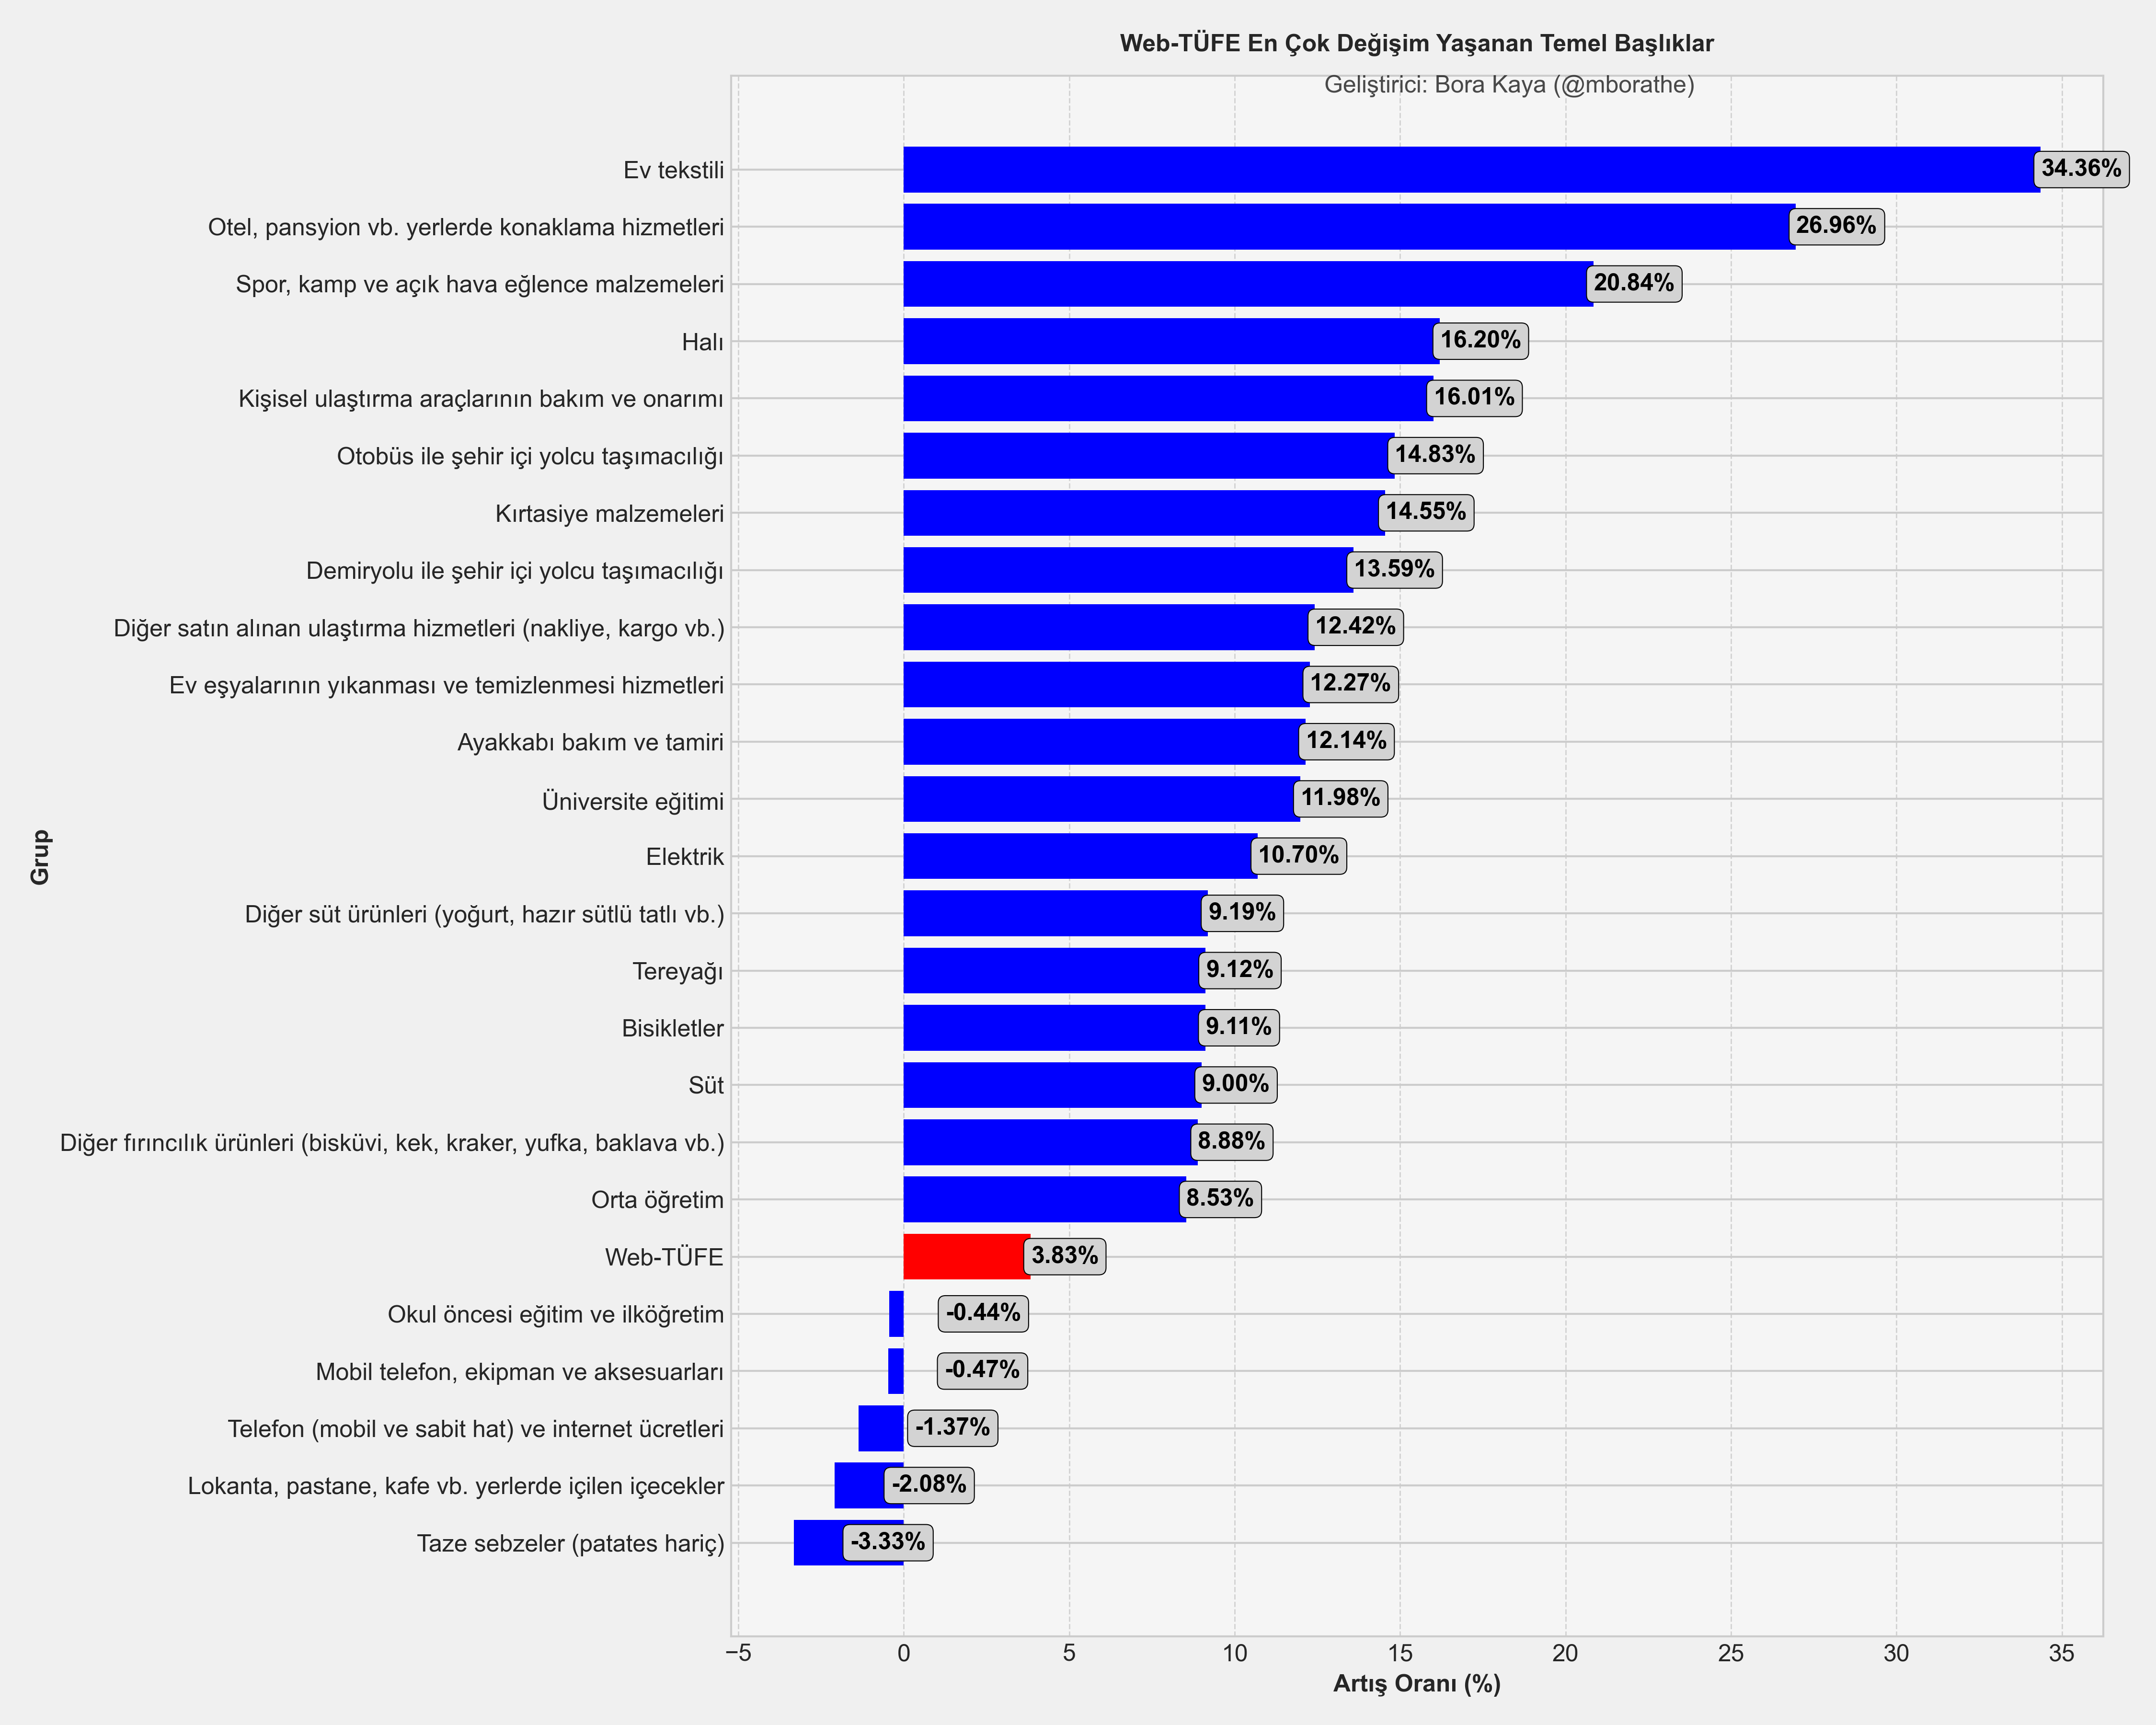 Web-TÜFE En Çok Değişim Yaşanan Temel Başlıklar
Geliştirici: Bora Kaya (@mborathe)
Ev tekstili 34.36%
Otel, pansyion vb. yerlerde konaklama hizmetleri 26.96%
Spor, kamp ve açık hava eğlence malzemeleri 20.84%
Halı 16.20%
Kişisel ulaştırma araçlarının bakım ve onarımı 16.01%
Otobüs ile şehir içi yolcu taşımacılığı 14.83%
Kırtasiye malzemeleri 14.55%
Demiryolu ile şehir içi yolcu taşımacılığı 13.59%
Diğer satın alınan ulaştırma hizmetleri (nakliye, kargo vb.) 12.42%
Ev eşyalarının yıkanması ve temizlenmesi hizmetleri 12.27%
Ayakkabı bakım ve tamiri 12.14%
Üniversite eğitimi 11.98%
Elektrik 10.70%
Diğer süt ürünleri (yoğurt, hazır sütlü tatlı vb.) 9.19%
Tereyağı 9.12%
Bisikletler 9.11%
Süt 9.00%
Diğer fırıncılık ürünleri (bisküvi, kek, kraker, yufka, baklava vb.) 8.88%
Orta öğretim 8.53%
Web-TÜFE 3.83%
Okul öncesi eğitim ve ilköğretim -0.44%
Mobil telefon, ekipman ve aksesuarları -0.47%
Telefon (mobil ve sabit hat) ve internet ücretleri -1.37%
Lokanta, pastane, kafe vb. yerlerde içilen içecekler -2.08%
Taze sebzeler (patates hariç) -3.33%
Grup
−5 0 5 10 15 20 25 30 35
Artış Oranı (%)